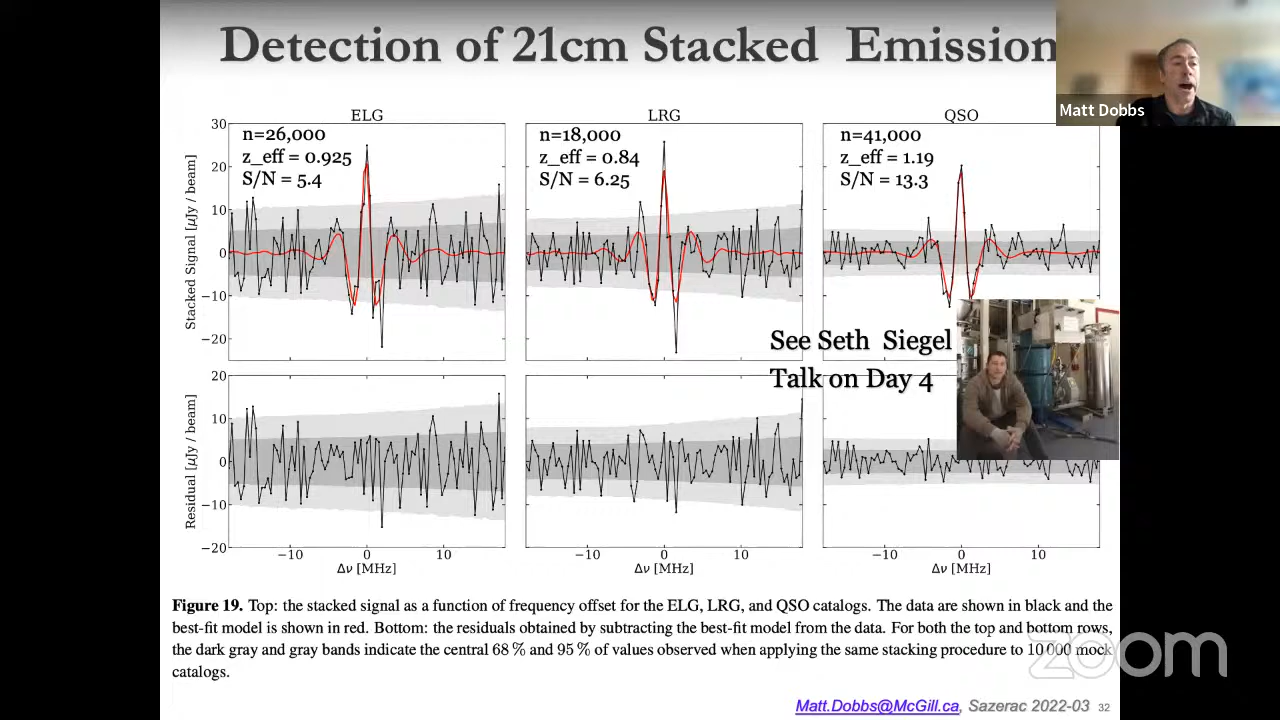 Detection of 21cm Stacked Emission
Matt Dobbs
ELG
LRG
QSO
n=26,000
z_eff = 0.925
S/N = 5.4
n=18,000
z_eff = 0.84
S/N = 6.25
n=41,000
z_eff = 1.19
S/N = 13.3
Stacked Signal [μJy / beam]
30
20
10
0
−10
−20
See Seth Siegel
Talk on Day 4
Residual [μJy / beam]
20
10
0
−10
−20
−10 0 10
−10 0 10
−10 0 10
Δν [MHz]
Δν [MHz]
Δν [MHz]
Figure 19. Top: the stacked signal as a function of frequency offset for the ELG, LRG, and QSO catalogs. The data are shown in black and the
best-fit model is shown in red. Bottom: the residuals obtained by subtracting the best-fit model from the data. For both the top and bottom rows,
the dark gray and gray bands indicate the central 68 % and 95 % of values observed when applying the same stacking procedure to 10 000 mock
catalogs.
zoom
Matt.Dobbs@McGill.ca, Sazerac 2022-03 32